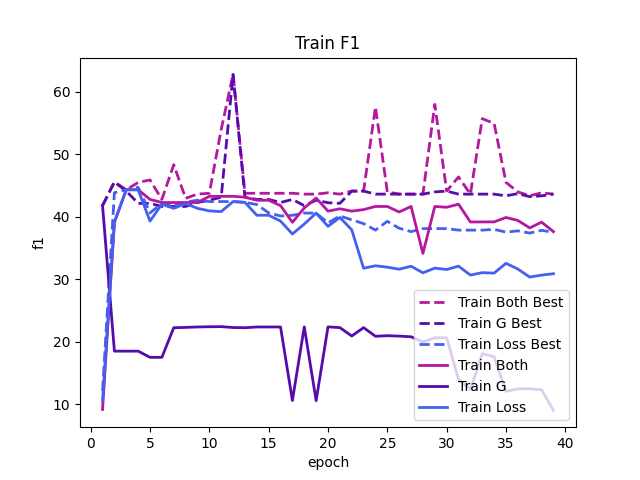 Train F1
60
50
40
30
20
10
f1
0
5
10
15
20
25
30
35
40
epoch
Train Both Best
Train G Best
Train Loss Best
Train Both
Train G
Train Loss